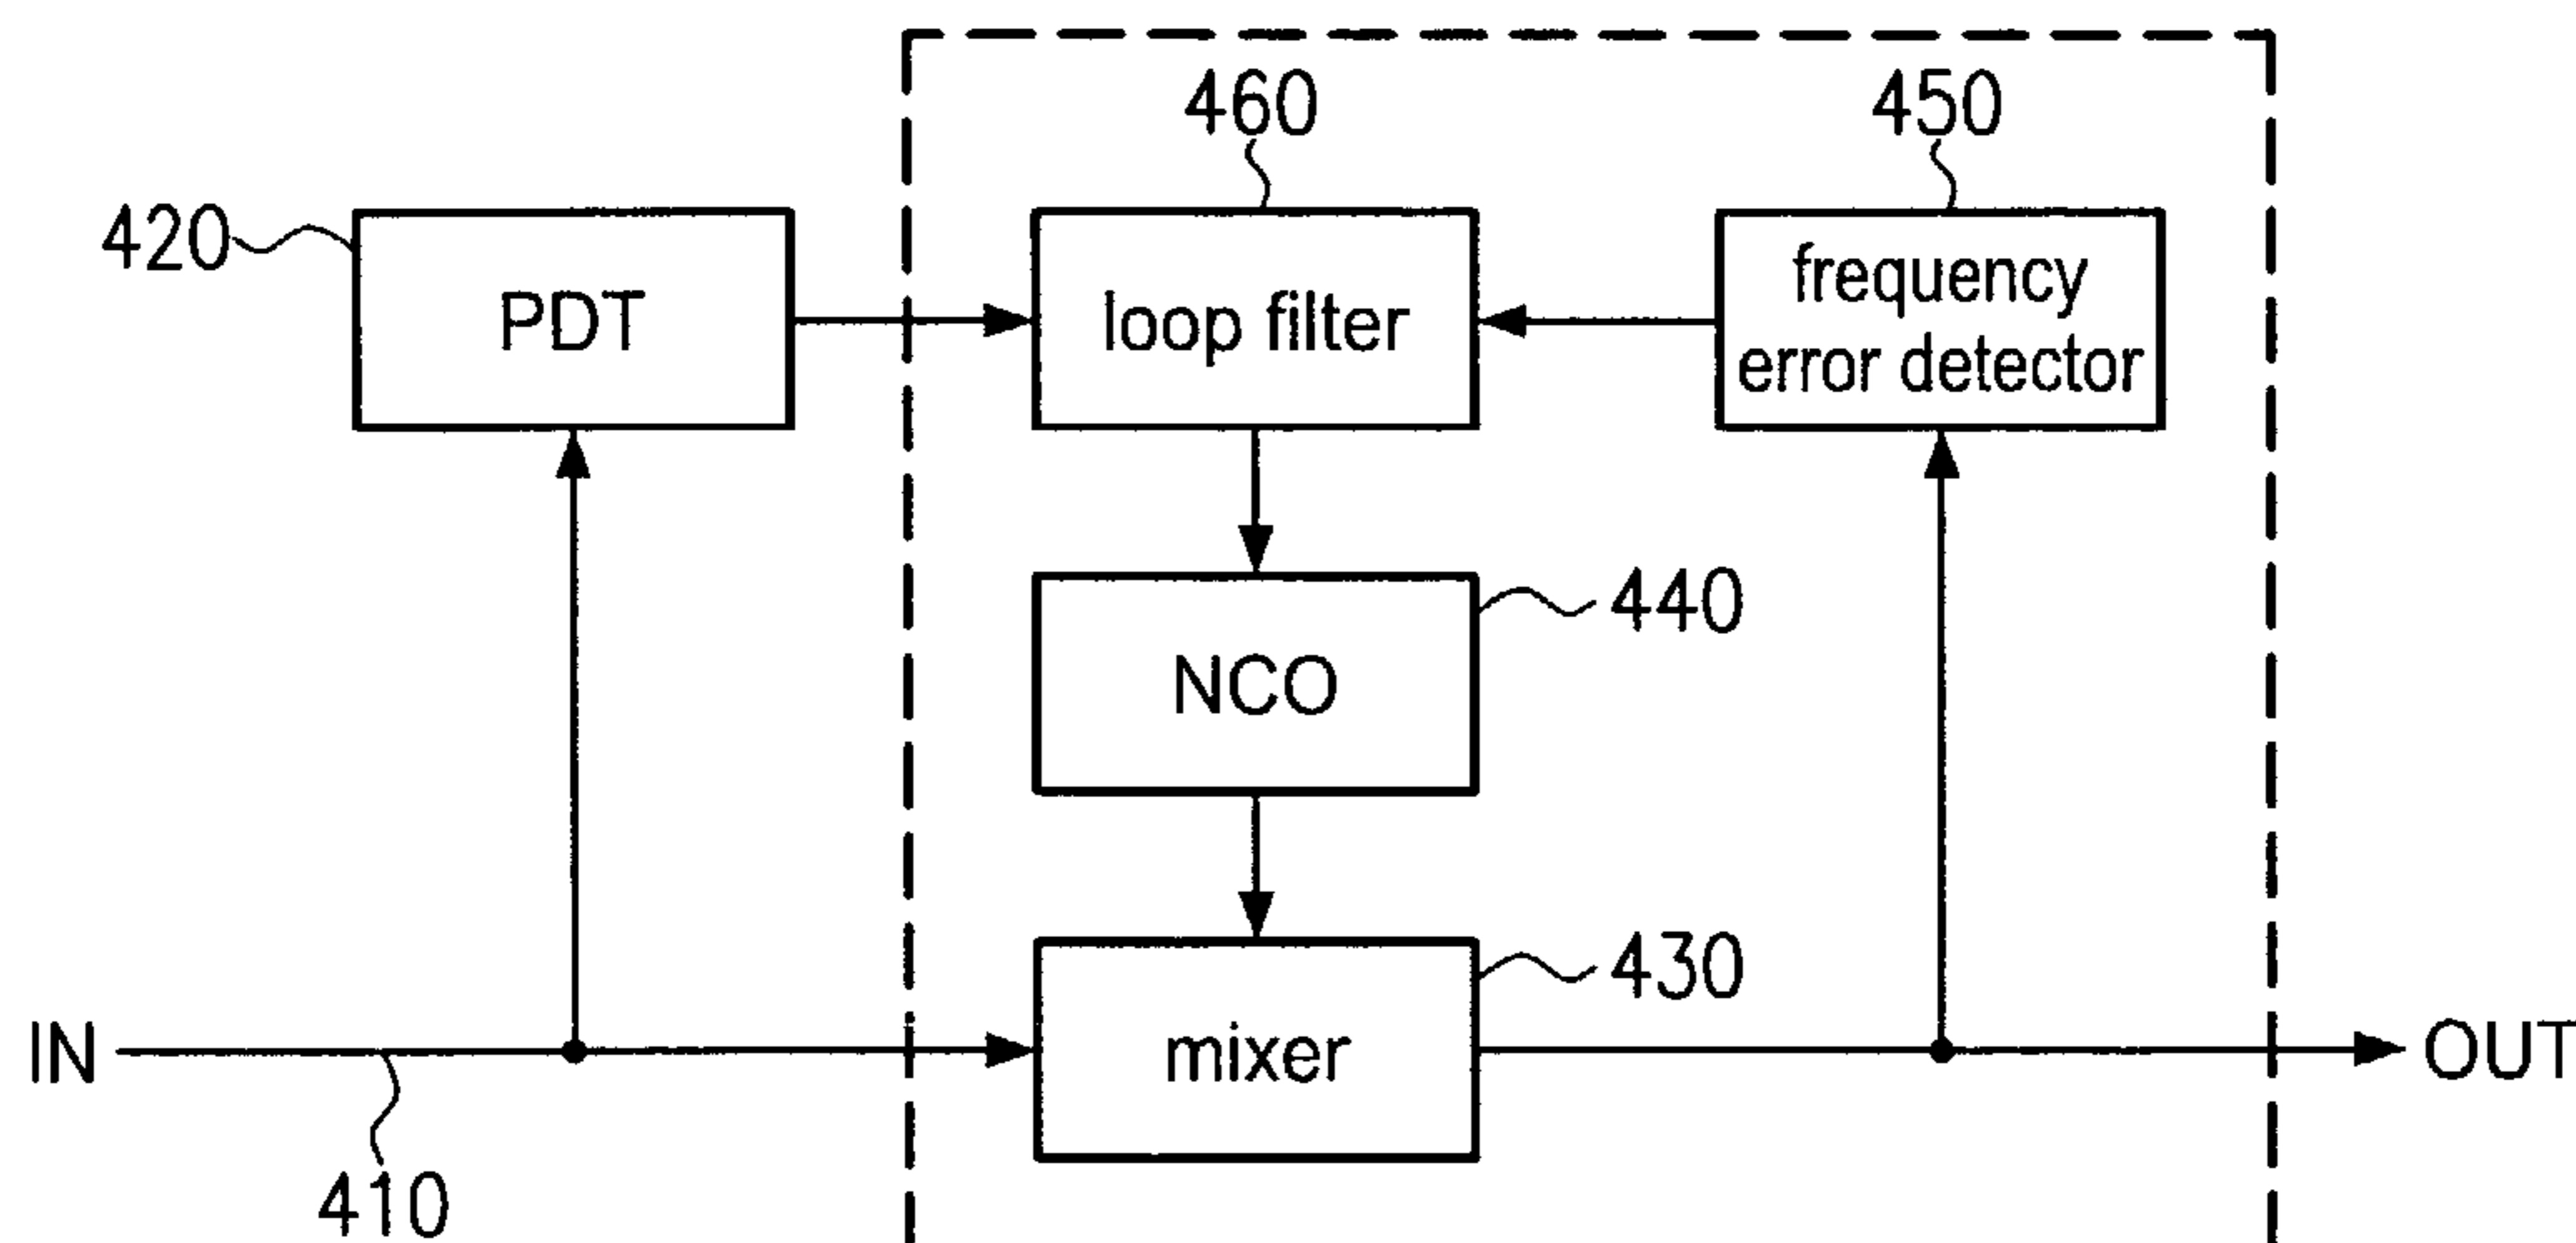 460
450
420
PDT
loop filter
frequency
error detector
440
NCO
430
IN
mixer
OUT
410